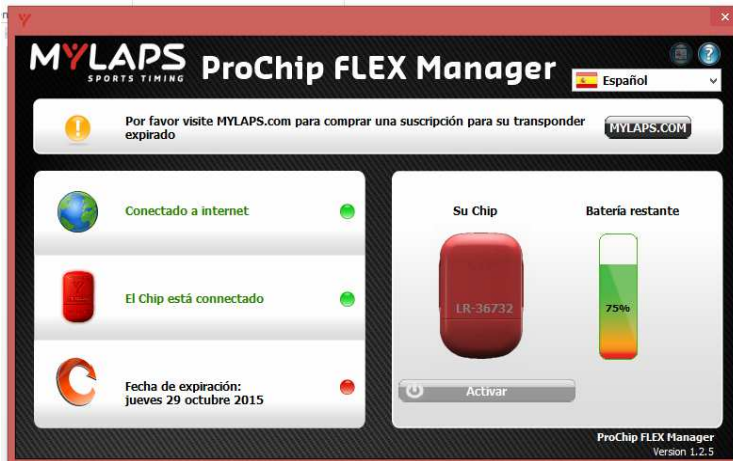 MYLAPS
SPORTS TIMING
ProChip FLEX Manager
Español
Por favor visite MYLAPS.com para comprar una suscripción para su transponder
expirado
MYLAPS.COM
Conectado a internet
El Chip está connectado
Fecha de expiración:
jueves 29 octubre 2015
Su Chip
Batería restante
LR-36732
75%
Activar
ProChip FLEX Manager
Version 1.2.5